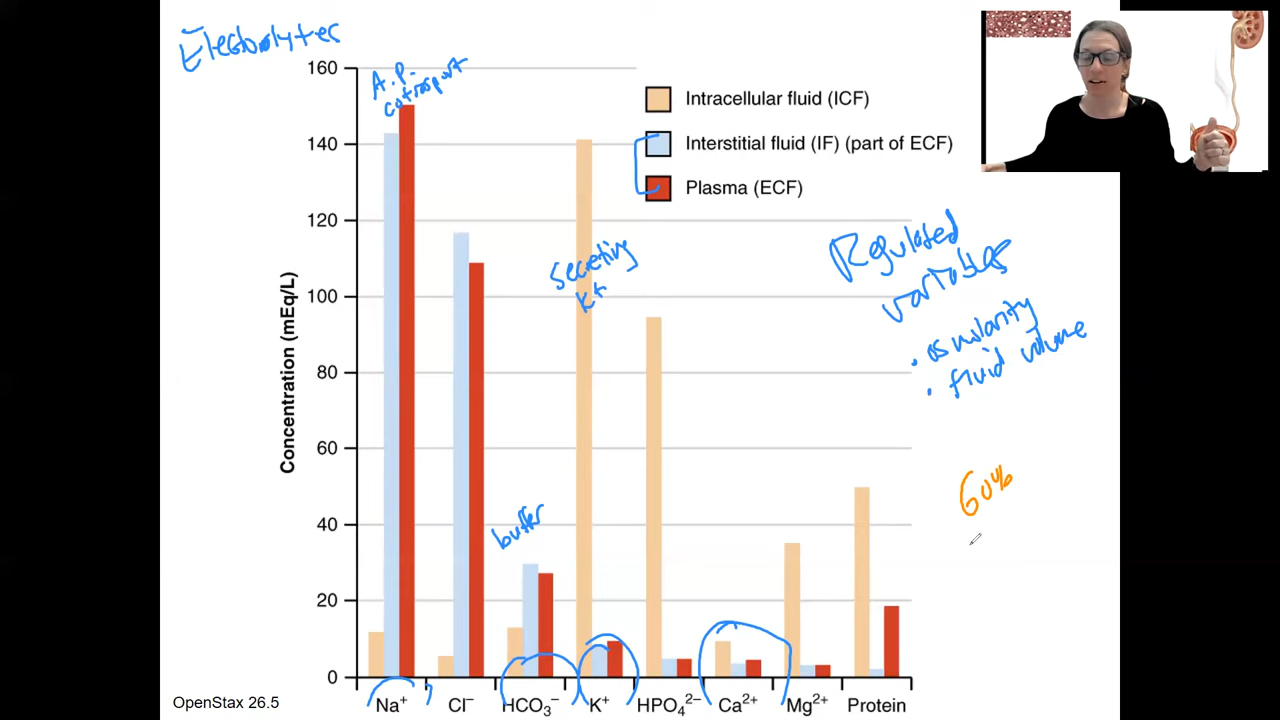 Electrolytes
160
A.P.
cotransport
Intracellular fluid (ICF)
140
Interstitial fluid (IF) (part of ECF)
Plasma (ECF)
120
Regulated
variables
secreting
K+
100
Concentration (mEq/L)
• osmolarity
• fluid volume
80
60
60%
40
buffer
20
0
Na⁺ Cl⁻ HCO₃⁻ K⁺ HPO₄²⁻ Ca²⁺ Mg²⁺ Protein
OpenStax 26.5